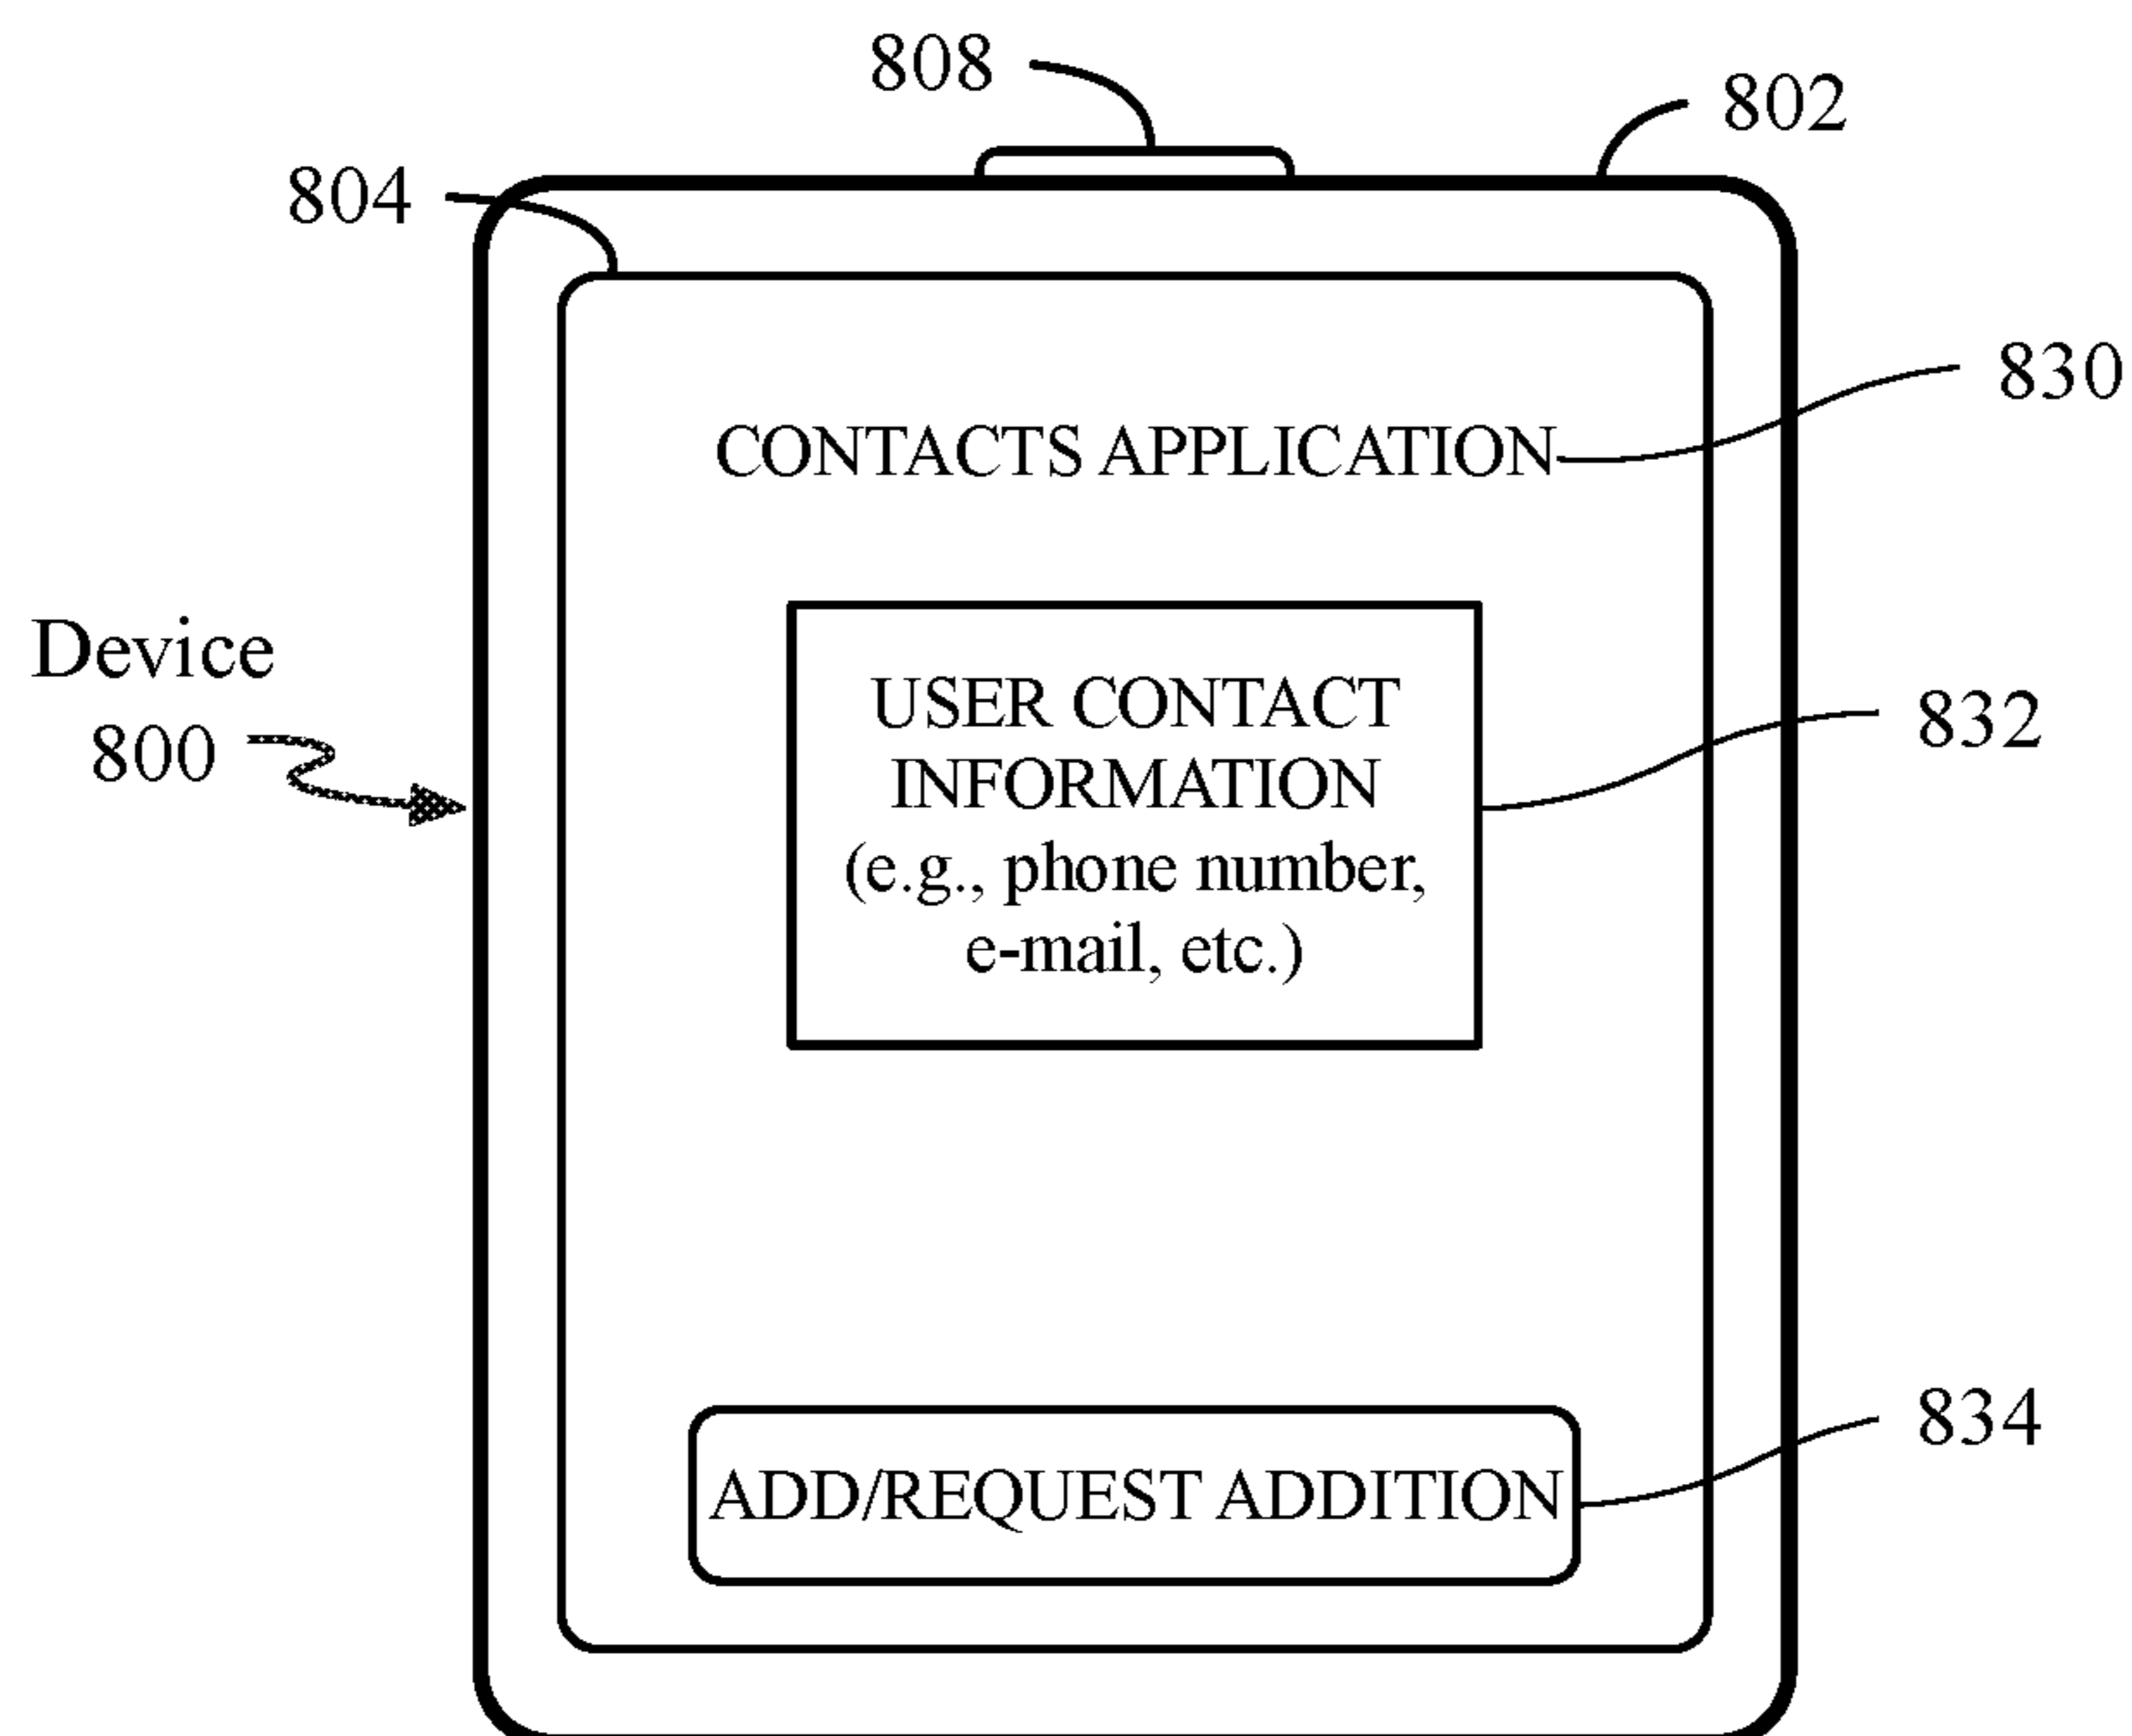 808
802
804
830
CONTACTS APPLICATION
Device
800
USER CONTACT
INFORMATION
(e.g., phone number,
e-mail, etc.)
832
834
ADD/REQUEST ADDITION